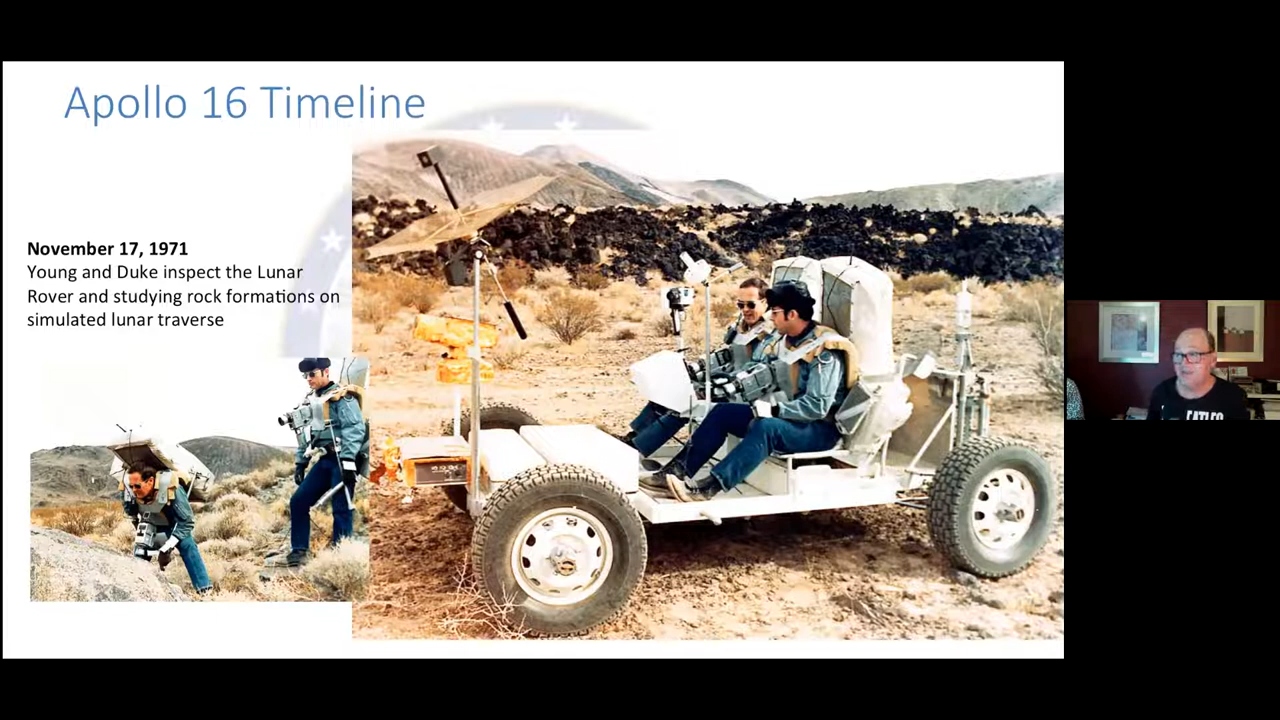 Apollo 16 Timeline
November 17, 1971
Young and Duke inspect the Lunar
Rover and studying rock formations on
simulated lunar traverse